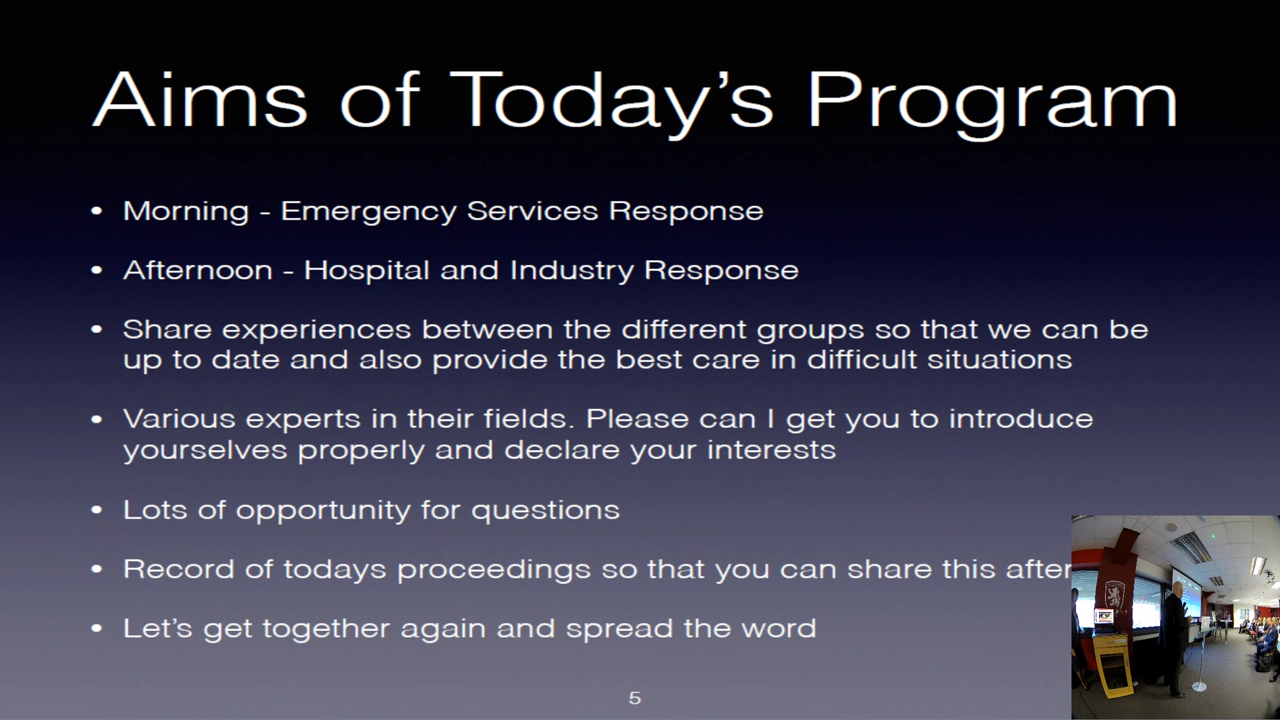 Aims of Today's Program
• Morning - Emergency Services Response
• Afternoon - Hospital and Industry Response
• Share experiences between the different groups so that we can be
up to date and also provide the best care in difficult situations
• Various experts in their fields. Please can I get you to introduce
yourselves properly and declare your interests
• Lots of opportunity for questions
• Record of todays proceedings so that you can share this after
• Let's get together again and spread the word
5